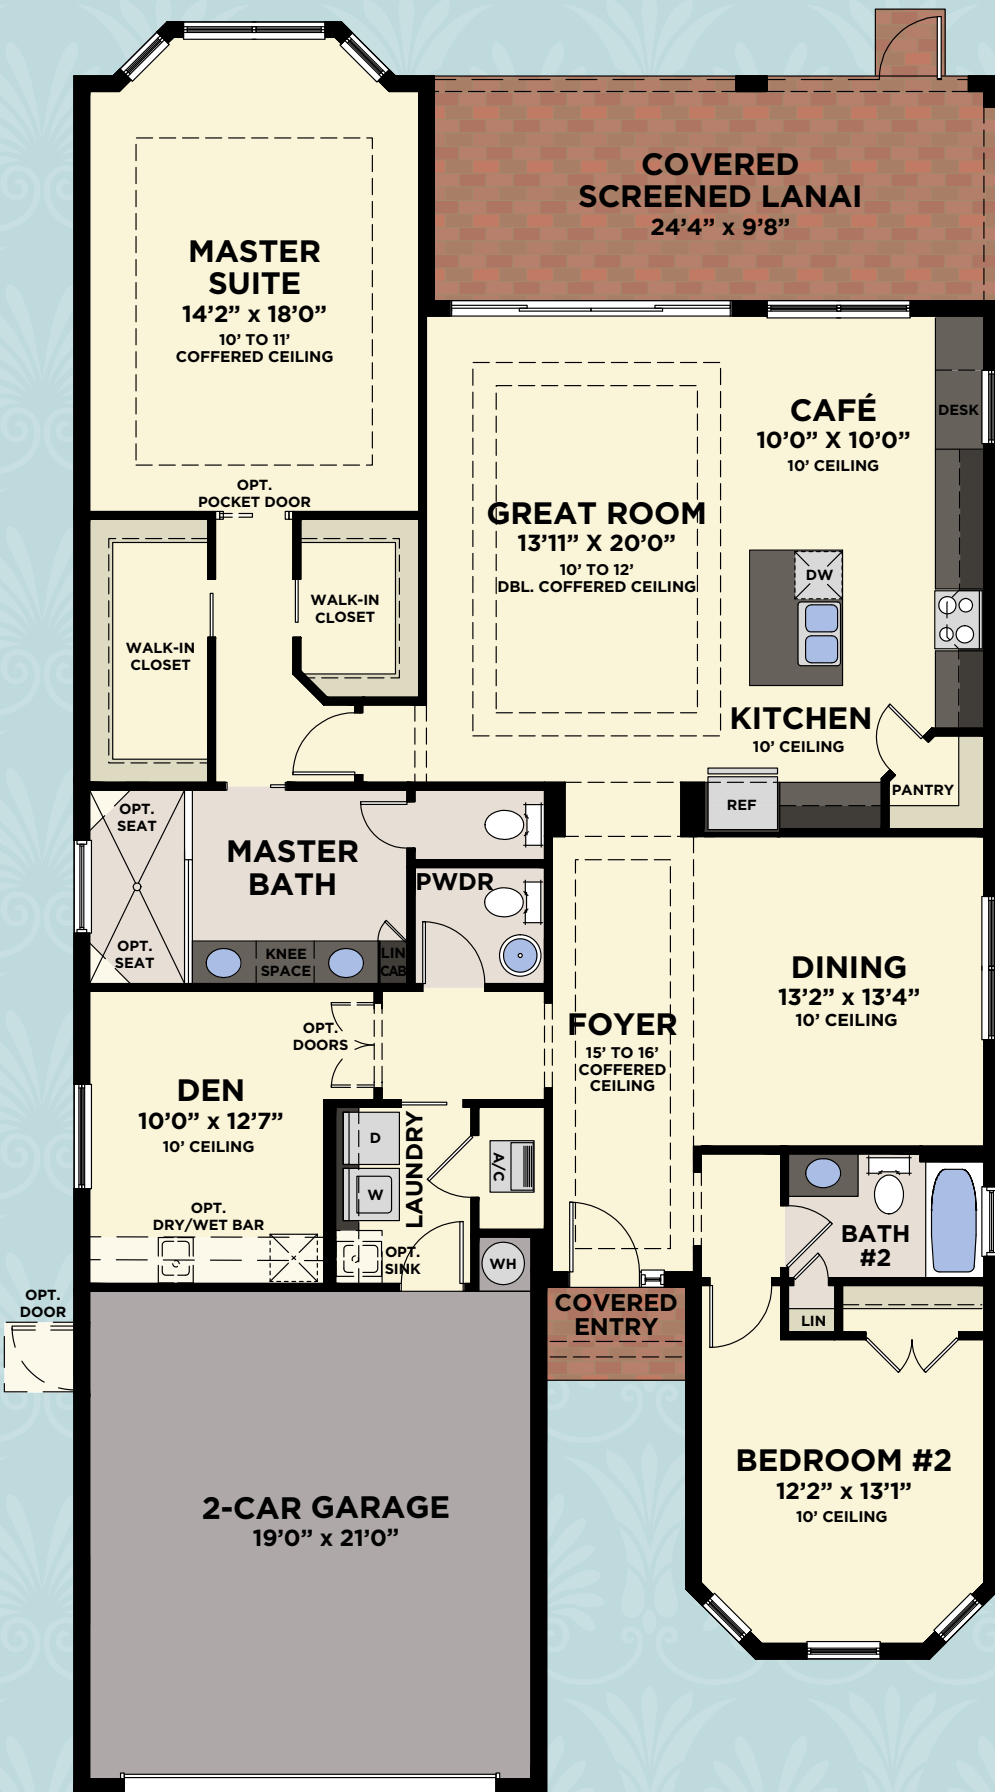 COVERED
SCREENED LANAI
24’4” x 9’8”
MASTER
SUITE
14’2” x 18’0”
10’ TO 11’
COFFERED CEILING
OPT.
POCKET DOOR
CAFÉ
10’0” X 10’0”
10’ CEILING
DESK
GREAT ROOM
13’11” X 20’0”
10’ TO 12’
DBL. COFFERED CEILING
DW
WALK-IN
CLOSET
WALK-IN
CLOSET
KITCHEN
10’ CEILING
PANTRY
REF
OPT.
SEAT
MASTER
BATH
OPT.
SEAT
KNEE
SPACE
LIN
CAB
PWDR
DINING
13’2” x 13’4”
10’ CEILING
FOYER
15’ TO 16’
COFFERED
CEILING
OPT.
DOORS
DEN
10’0” x 12’7”
10’ CEILING
OPT.
DRY/WET BAR
D
W
LAUNDRY
A/C
OPT.
SINK
WH
BATH
#2
LIN
OPT.
DOOR
COVERED
ENTRY
BEDROOM #2
12’2” x 13’1”
10’ CEILING
2-CAR GARAGE
19’0” x 21’0”